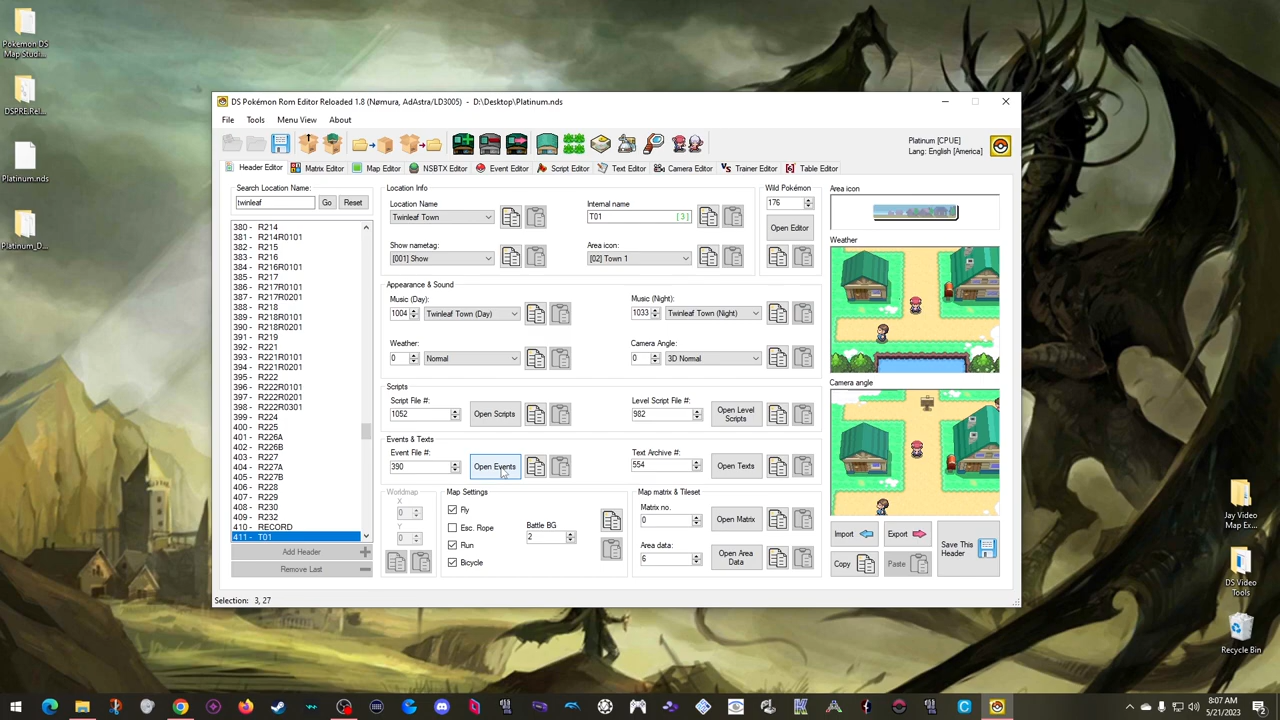 Pokemon DS
Map Studi...
DSPRE\Rel...
Platinum.nds
Platinum_D...
DS Pokémon Rom Editor Reloaded 1.8 (Nømura, AdAstra/LD3005) - D:\Desktop\Platinum.nds
File Tools Menu View About
Platinum [CPUE]
Lang: English [America]
Header Editor Matrix Editor Map Editor NSBTX Editor Event Editor Script Editor Text Editor Camera Editor Trainer Editor Table Editor
Search Location Name:
twinleaf Go Reset
380 - R214
381 - R214R0101
382 - R215
383 - R216
384 - R216R0101
385 - R217
386 - R217R0101
387 - R217R0201
388 - R218
389 - R218R0101
390 - R218R0201
391 - R219
392 - R221
393 - R221R0101
394 - R221R0201
395 - R222
396 - R222R0101
397 - R222R0201
398 - R222R0301
399 - R224
400 - R225
401 - R226A
402 - R226B
403 - R227
404 - R227A
405 - R227B
406 - R228
407 - R229
408 - R230
409 - R232
410 - RECORD
411 - T01
Add Header
Remove Last
Location Info
Location Name
Twinleaf Town
Internal name
T01 [ 3 ]
Show nametag:
[001] Show
Area icon:
[02] Town 1
Wild Pokémon
176
Open Editor
Appearance & Sound
Music (Day):
1004 Twinleaf Town (Day)
Music (Night):
1033 Twinleaf Town (Night)
Weather:
0 Normal
Camera Angle:
0 3D Normal
Scripts
Script File #:
1052 Open Scripts
Level Script File #:
982 Open Level
Scripts
Events & Texts
Event File #:
390 Open Events
Text Archive #:
554 Open Texts
Worldmap
X
0
Y
0
Map Settings
Fly
Esc. Rope
Run
Bicycle
Battle BG
2
Map matrix & Tileset
Matrix no.
0 Open Matrix
Area data:
6 Open Area
Data
Area icon
Weather
Camera angle
Import Export
Copy Paste
Save This
Header
Selection: 3, 27
Jay Video
Map Ex...
DS Video
Tools
Recycle Bin
8:07 AM
5/21/2023